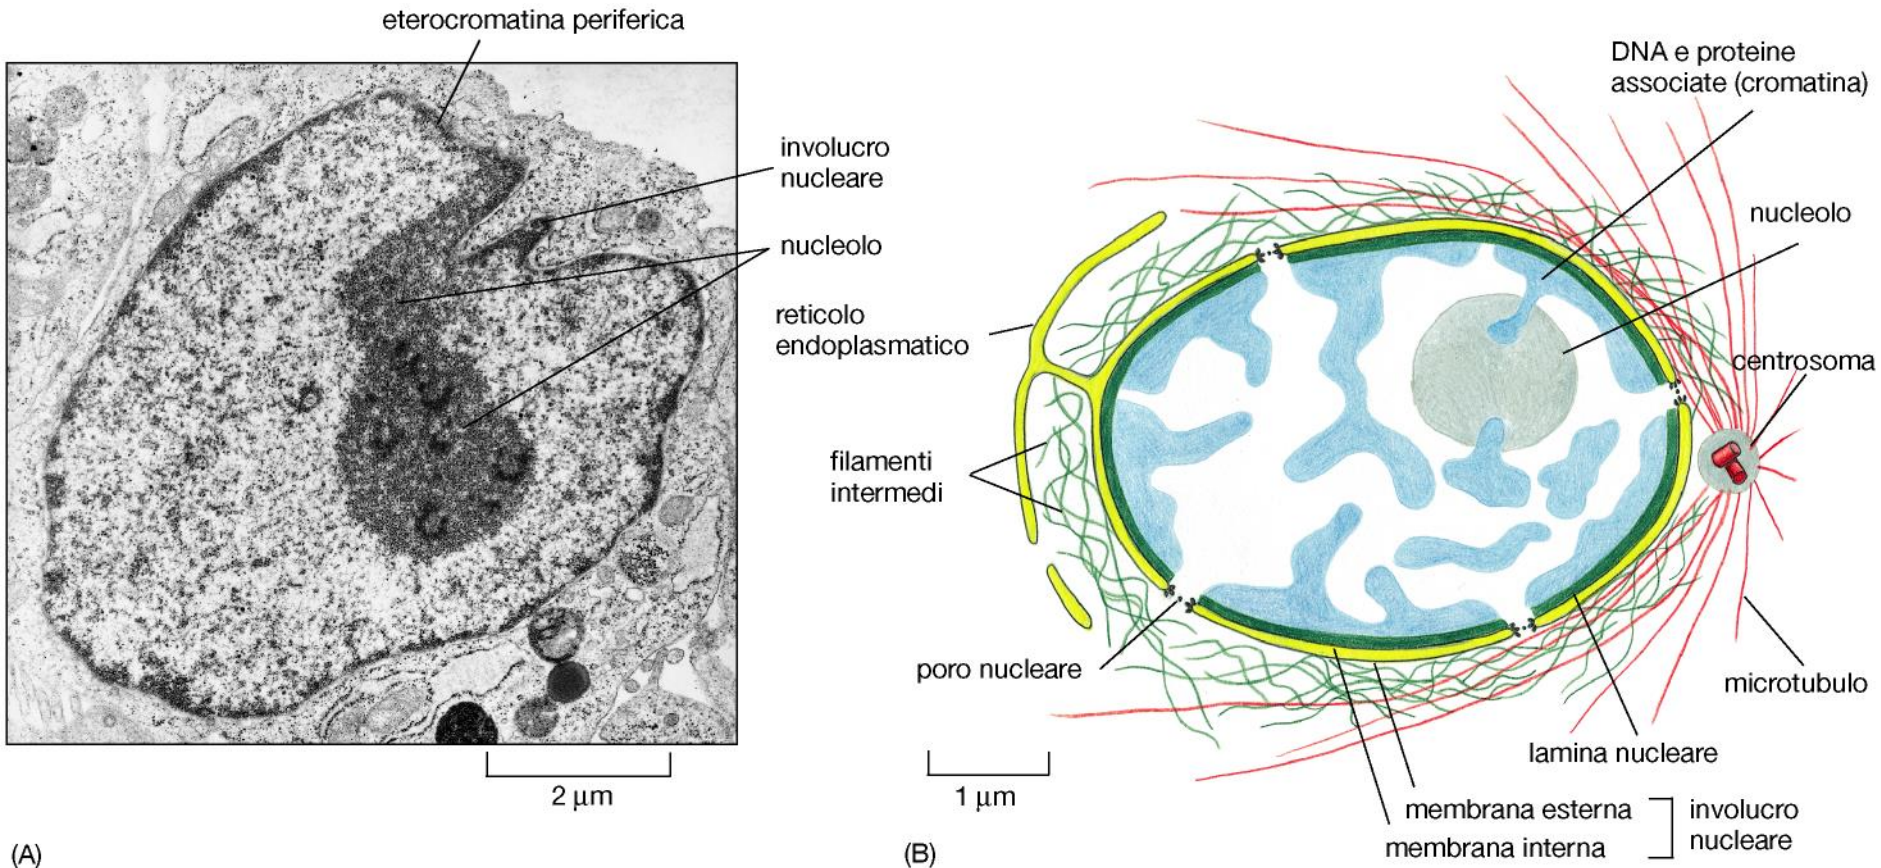 eterocromatina periferica
involucro
nucleare
nucleolo
reticolo
endoplasmatico
filamenti
intermedi
poro nucleare
DNA e proteine
associate (cromatina)
nucleolo
centrosoma
microtubulo
lamina nucleare
membrana esterna
membrana interna
involucro
nucleare
2 μm
1 μm
(A)
(B)